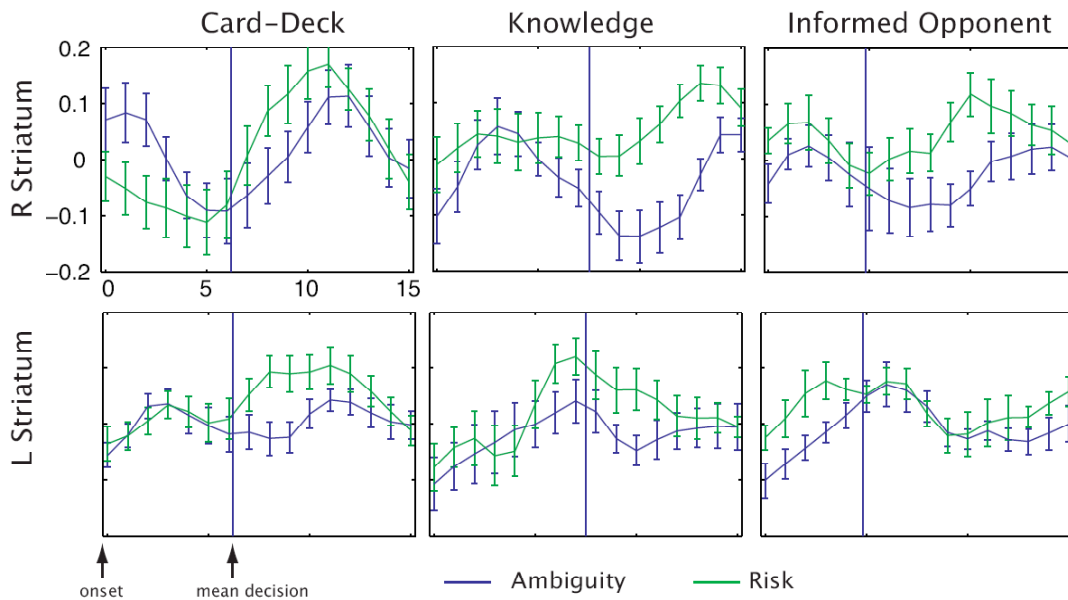 Card–Deck Knowledge Informed Opponent
R Striatum
0.2
0.1
0
−0.1
−0.2
0 5 10 15
L Striatum
onset mean decision
Ambiguity Risk